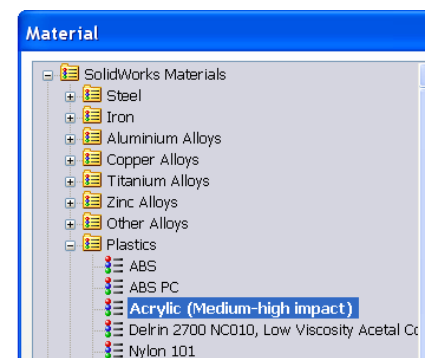 Material
SolidWorks Materials
Steel
Iron
Aluminium Alloys
Copper Alloys
Titanium Alloys
Zinc Alloys
Other Alloys
Plastics
ABS
ABS PC
Acrylic (Medium-high impact)
Delrin 2700 NC010, Low Viscosity Acetal Co
Nylon 101